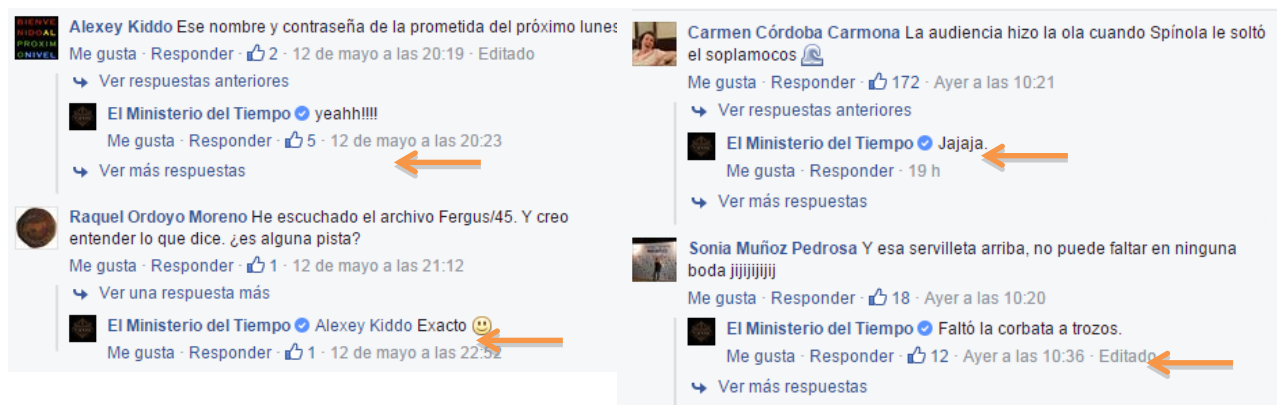 BIENVE
NIDOAL
PROXIM
ONIVEL
Alexey Kiddo Ese nombre y contraseña de la prometida del próximo lunes
Me gusta · Responder · 2 · 12 de mayo a las 20:19 · Editado
Ver respuestas anteriores
El Ministerio del Tiempo yeahh!!!!
Me gusta · Responder · 5 · 12 de mayo a las 20:23
Ver más respuestas
Raquel Ordoyo Moreno He escuchado el archivo Fergus/45. Y creo
entender lo que dice. ¿es alguna pista?
Me gusta · Responder · 1 · 12 de mayo a las 21:12
Ver una respuesta más
El Ministerio del Tiempo Alexey Kiddo Exacto
Me gusta · Responder · 1 · 12 de mayo a las 22:52
Carmen Córdoba Carmona La audiencia hizo la ola cuando Spínola le soltó
el soplamocos
Me gusta · Responder · 172 · Ayer a las 10:21
Ver respuestas anteriores
El Ministerio del Tiempo Jajaja.
Me gusta · Responder · 19 h
Ver más respuestas
Sonia Muñoz Pedrosa Y esa servilleta arriba, no puede faltar en ninguna
boda jijijijijij
Me gusta · Responder · 18 · Ayer a las 10:20
El Ministerio del Tiempo Faltó la corbata a trozos.
Me gusta · Responder · 12 · Ayer a las 10:36 · Editado
Ver más respuestas